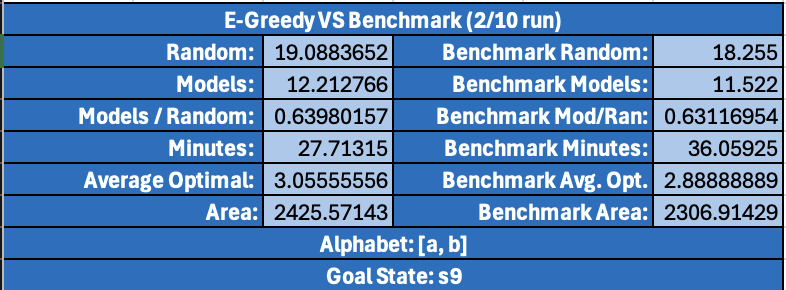 E-Greedy VS Benchmark (2/10 run)
Random: 19.0883652 Benchmark Random: 18.255
Models: 12.212766 Benchmark Models: 11.522
Models / Random: 0.63980157 Benchmark Mod/Ran: 0.63116954
Minutes: 27.71315 Benchmark Minutes: 36.05925
Average Optimal: 3.05555556 Benchmark Avg. Opt. 2.88888889
Area: 2425.57143 Benchmark Area: 2306.91429
Alphabet: [a, b]
Goal State: s9